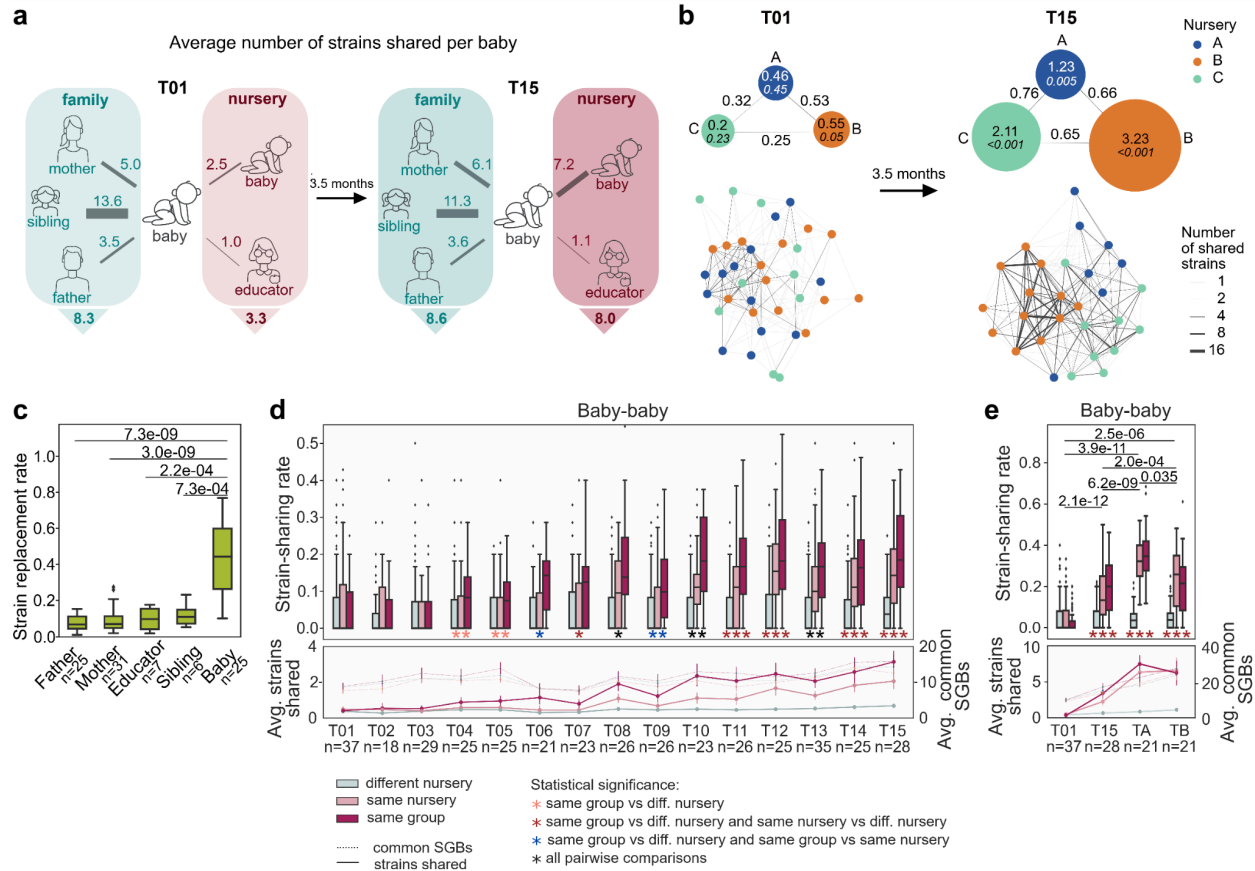 a
Average number of strains shared per baby
T01
family
nursery
mother
5.0
2.5
baby
13.6
sibling
baby
3.5
1.0
father
educator
8.3
3.3
3.5 months
T15
family
nursery
mother
6.1
7.2
baby
11.3
sibling
baby
3.6
1.1
father
educator
8.6
8.0
b
T01
A
0.46
0.45
0.32
0.53
C
0.2
0.23
0.25
0.55
0.05
B
3.5 months
T15
A
1.23
0.005
0.76
0.66
C
2.11
<0.001
0.65
3.23
<0.001
B
Nursery
A
B
C
Number of shared strains
1
2
4
8
16
c
7.3e-09
3.0e-09
2.2e-04
7.3e-04
Strain replacement rate
1.0
0.8
0.6
0.4
0.2
0.0
Father n=25
Mother n=31
Educator n=7
Sibling n=6
Baby n=25
d
Baby-baby
Strain-sharing rate
0.5
0.4
0.3
0.2
0.1
0.0
** ** * * * ** ** *** *** ** *** ***
Avg. strains shared
4
2
0
20
10
0
Avg. common SGBs
T01 T02 T03 T04 T05 T06 T07 T08 T09 T10 T11 T12 T13 T14 T15
n=37 n=18 n=29 n=25 n=25 n=21 n=23 n=26 n=26 n=23 n=26 n=25 n=35 n=25 n=28
different nursery
same nursery
same group
common SGBs
strains shared
Statistical significance:
* same group vs diff. nursery
* same group vs diff. nursery and same nursery vs diff. nursery
* same group vs diff. nursery and same group vs same nursery
* all pairwise comparisons
e
Baby-baby
2.5e-06
3.9e-11
2.0e-04
6.2e-09
0.035
2.1e-12
Strain-sharing rate
1.0
0.8
0.6
0.4
0.2
0.0
*** *** ***
Avg. strains shared
10
5
0
40
20
0
Avg. common SGBs
T01 T15 TA TB
n=37 n=28 n=21 n=21